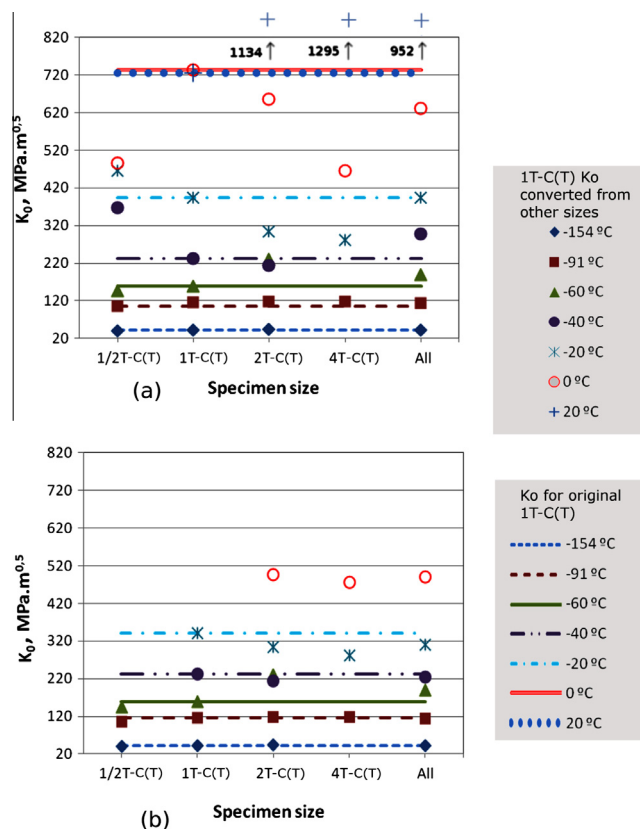 1134 1295 952
820
720
620
520
420
320
220
120
20
K0, MPa.m^0,5
1/2T-C(T) 1T-C(T) 2T-C(T) 4T-C(T) All
(a) Specimen size
1T-C(T) Ko
converted from
other sizes
-154 ºC
-91 ºC
-60 ºC
-40 ºC
-20 ºC
0 ºC
20 ºC
820
720
620
520
420
320
220
120
20
K0, MPa.m^0,5
1/2T-C(T) 1T-C(T) 2T-C(T) 4T-C(T) All
Specimen size
(b)
Ko for original
1T-C(T)
-154 ºC
-91 ºC
-60 ºC
-40 ºC
-20 ºC
0 ºC
20 ºC